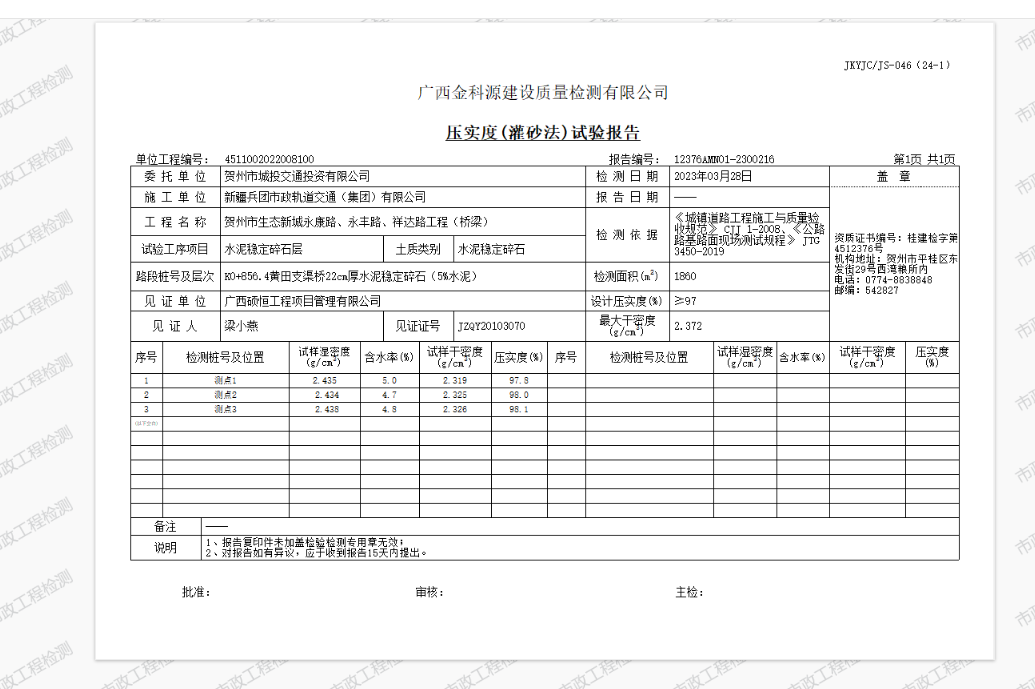 JKYJC/JS-046（24-1）
广西金科源建设质量检测有限公司
压实度(灌砂法)试验报告
单位工程编号： 4511002022008100 报告编号： 12376AMN01-2300216 第1页 共1页
委托单位 贺州市城投交通投资有限公司 检测日期 2023年03月28日 盖 章
施工单位 新疆兵团市政轨道交通（集团）有限公司 报告日期 ——
工程名称 贺州市生态新城永康路、永丰路、祥达路工程（桥梁） 检测依据
《城镇道路工程施工与质量验
收规范》 CJJ 1-2008、《公路
路基路面现场测试规程》 JTG
3450-2019
试验工序项目 水泥稳定碎石层 土质类别 水泥稳定碎石
资质证书编号：桂建检字第
4512376号
机构地址：贺州市平桂区东
发街29号西湾粮所内
电话：0774-8838848
邮编：542827
路段桩号及层次 K0+856.4黄田支渠桥22cm厚水泥稳定碎石（5%水泥） 检测面积(m²) 1860
见证单位 广西硕恒工程项目管理有限公司 设计压实度(%) ≥97
见证人 梁小燕 见证证号 JZQY20103070 最大干密度(g/cm³) 2.372
序号 检测桩号及位置 试样湿密度(g/cm³) 含水率(%) 试样干密度(g/cm³) 压实度(%) 序号 检测桩号及位置 试样湿密度(g/cm³) 含水率(%) 试样干密度(g/cm³) 压实度(%)
1 测点1 2.435 5.0 2.319 97.8
2 测点2 2.434 4.7 2.325 98.0
3 测点3 2.438 4.8 2.326 98.1
(以下空白)
备注 ——
说明 1、报告复印件未加盖检验检测专用章无效；
2、对报告如有异议，应于收到报告15天内提出。
批准： 审核： 主检：
市政工程检测